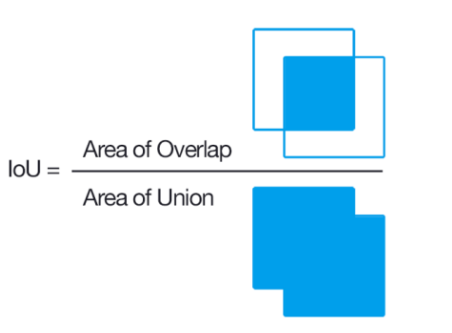 Area of Overlap
IoU =
Area of Union